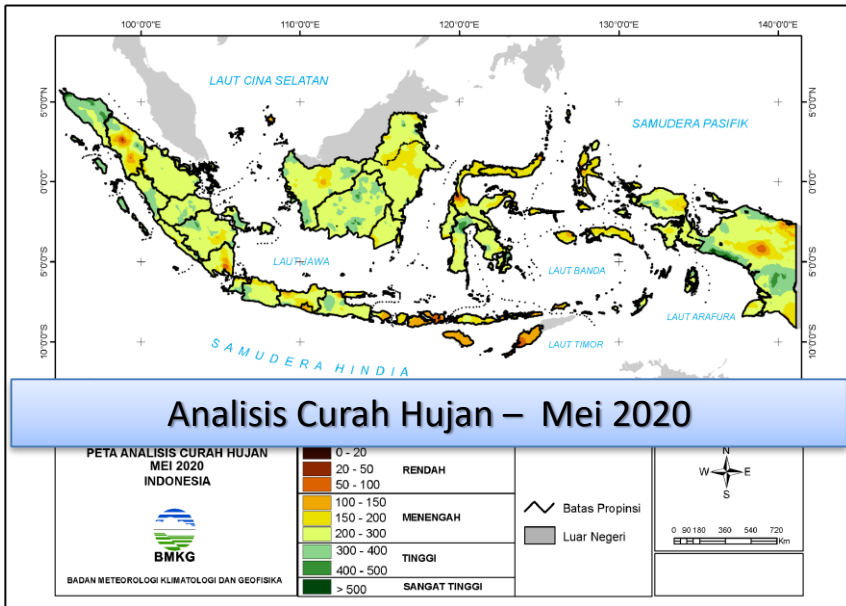 100°0'0"E 110°0'0"E 120°0'0"E 130°0'0"E 140°0'0"E
LAUT CINA SELATAN
5°0'0"N 5°0'0"N
SAMUDERA PASIFIK
0°0'0" 0°0'0"
LAUT JAWA
LAUT BANDA
5°0'0"S 5°0'0"S
LAUT ARAFURA
LAUT TIMOR
10°0'0"S 10°0'0"S
SAMUDERA HINDIA
Analisis Curah Hujan – Mei 2020
PETA ANALISIS CURAH HUJAN
MEI 2020
INDONESIA
BMKG
BADAN METEOROLOGI KLIMATOLOGI DAN GEOFISIKA
0 - 20
20 - 50 RENDAH
50 - 100
100 - 150
150 - 200 MENENGAH
200 - 300
300 - 400 TINGGI
400 - 500
> 500 SANGAT TINGGI
Batas Propinsi
Luar Negeri
N
W E
S
0 90 180 360 540 720
Km